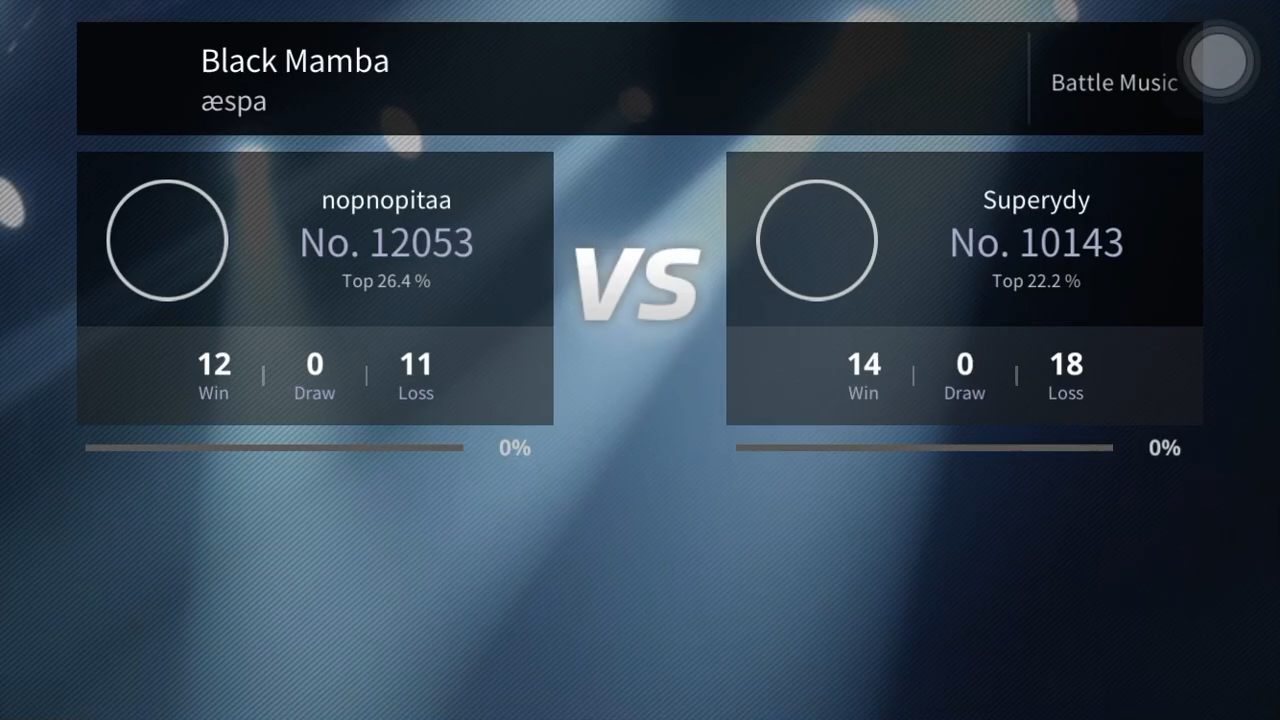 Black Mamba
æspa
Battle Music
nopnopitaa
No. 12053
Top 26.4 %
12 | 0 | 11
Win Draw Loss
0%
VS
Superydy
No. 10143
Top 22.2 %
14 | 0 | 18
Win Draw Loss
0%